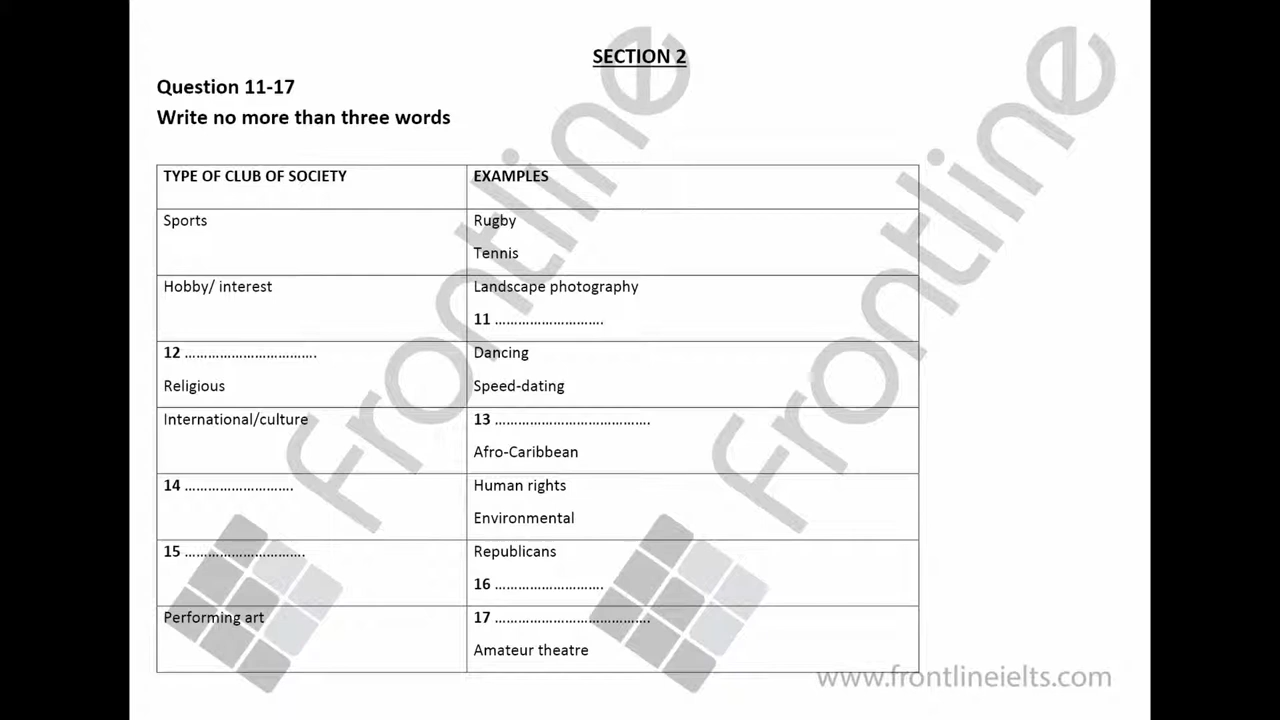 SECTION 2
Question 11-17
Write no more than three words
TYPE OF CLUB OF SOCIETY
EXAMPLES
Sports
Rugby
Tennis
Hobby/ interest
Landscape photography
11 ……………………….
12 …………………………….
Religious
Dancing
Speed-dating
International/culture
13 ………………………………….
Afro-Caribbean
14 ……………………….
Human rights
Environmental
15 ………………………….
Republicans
16 ……………………….
Performing art
17 ………………………………….
Amateur theatre
frontline
frontline
www.frontlineielts.com